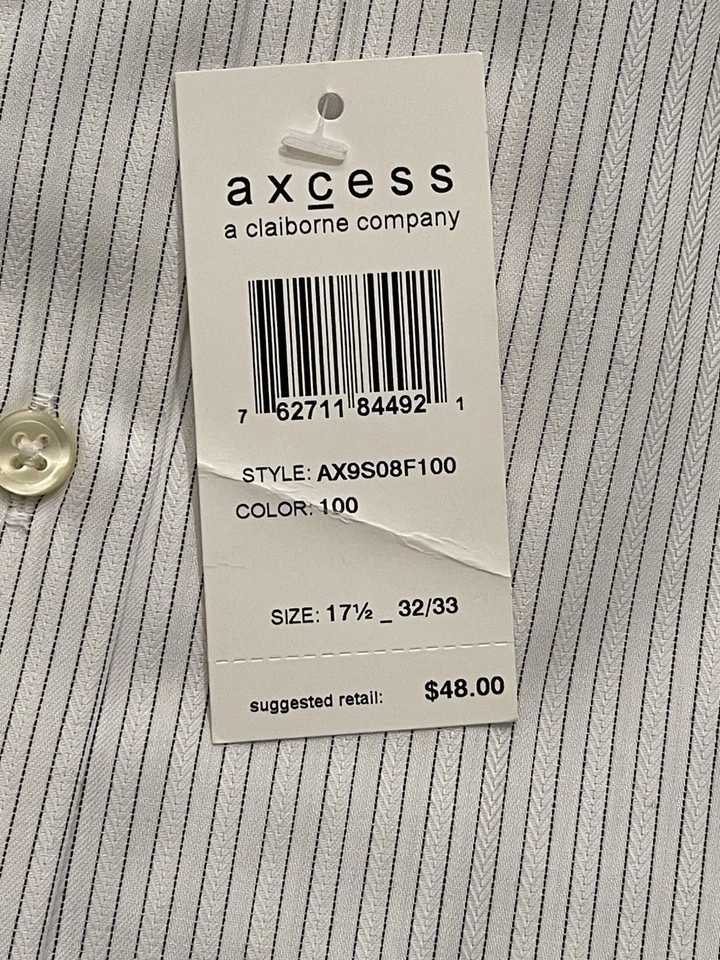 axcess
a claiborne company
7 62711 84492 1
STYLE: AX9S08F100
COLOR: 100
SIZE: 17½ _ 32/33
suggested retail: $48.00